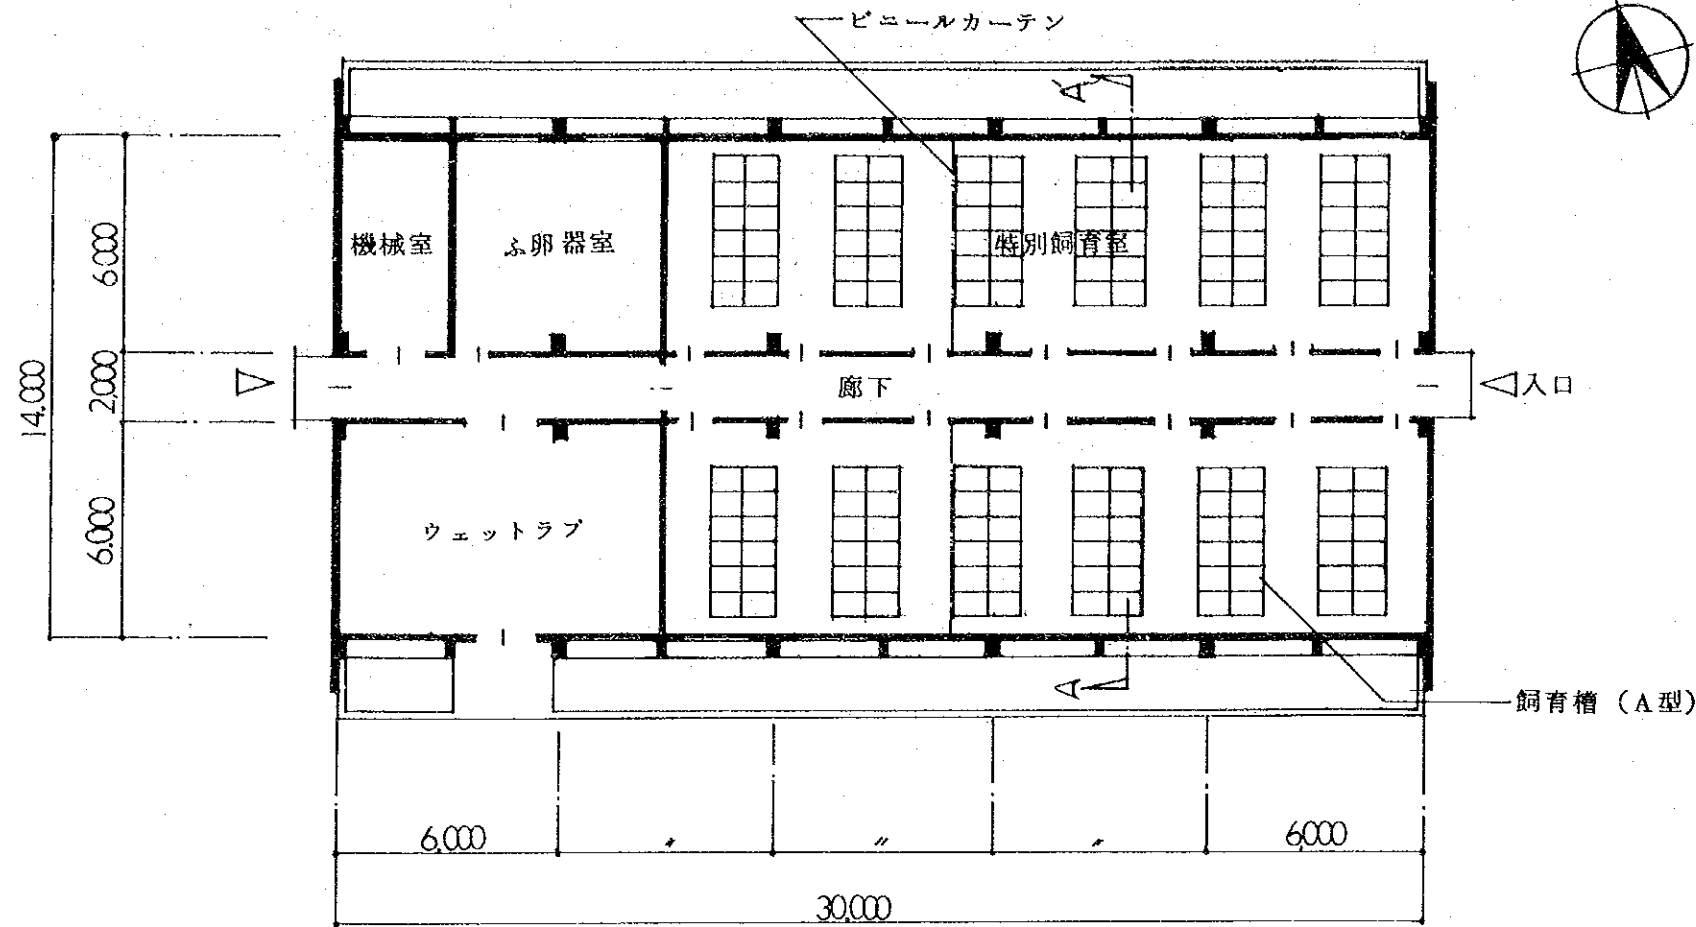 ビニールカーテン
A'
機械室
ふ卵器室
特別飼育室
6,000
2,000
6,000
14,000
廊下
入口
ウェットラブ
A
飼育槽(A型)
6,000
〃
〃
〃
6,000
30,000